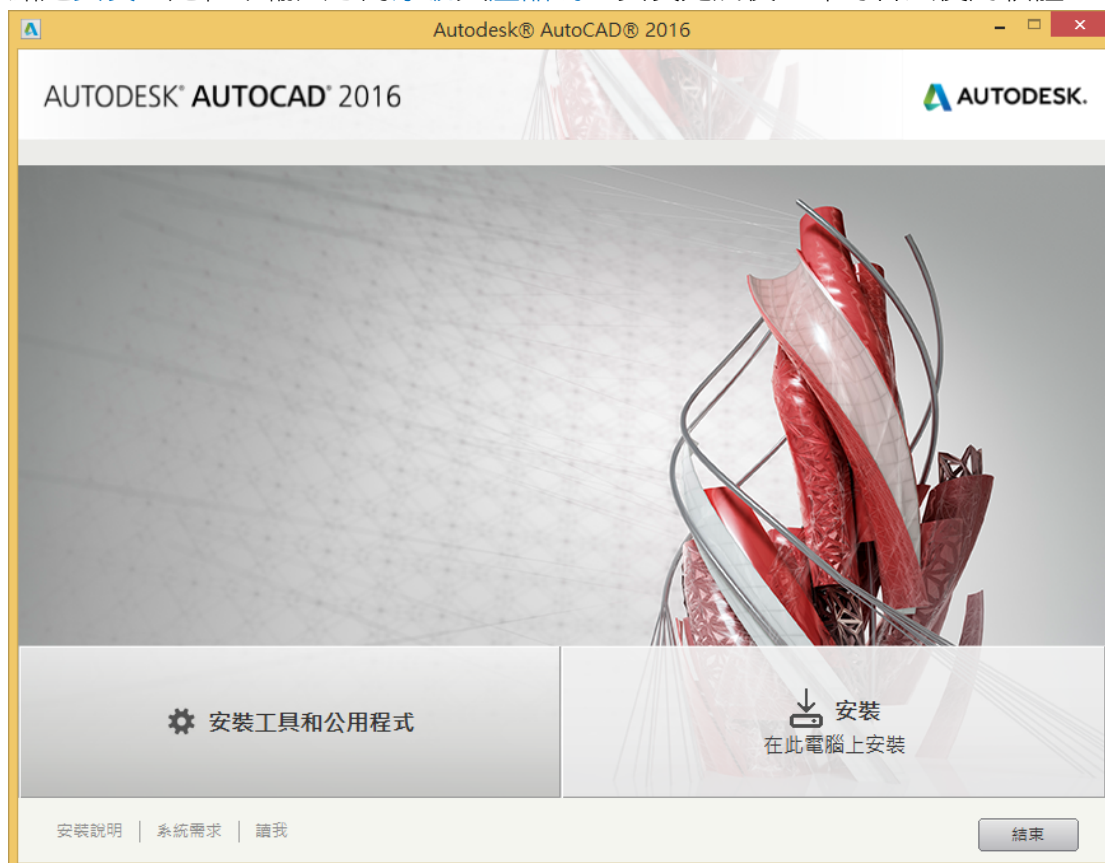 Autodesk® AutoCAD® 2016
AUTODESK® AUTOCAD® 2016
AUTODESK.
安裝工具和公用程式
安裝
在此電腦上安裝
安裝說明 | 系統需求 | 讀我
結束